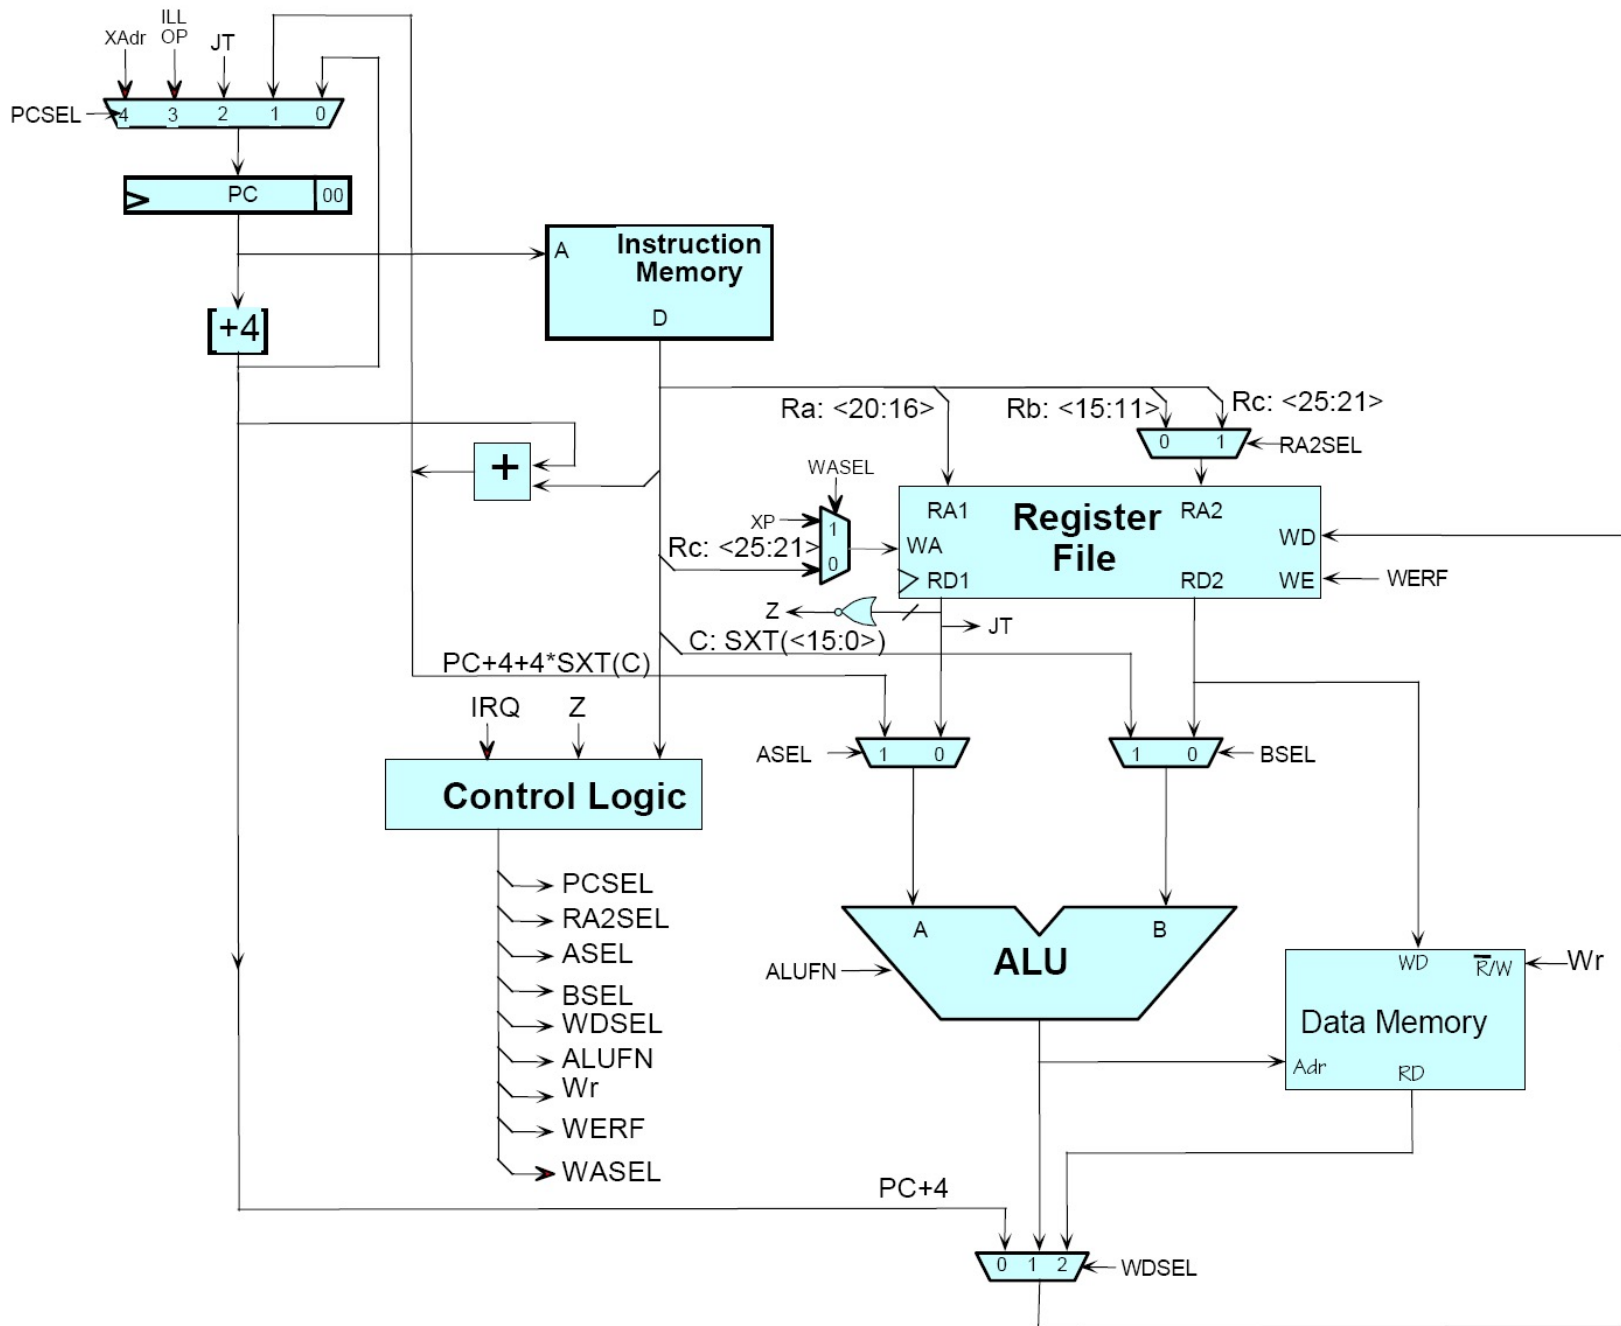 ILL
XAdr OP JT
PCSEL 4 3 2 1 0
PC 00
A Instruction
Memory
D
+4
Ra: <20:16> Rb: <15:11> Rc: <25:21>
0 1 RA2SEL
+
WASEL
XP 1
Rc: <25:21> 0
RA1 Register RA2
WA File WD
RD1 RD2 WE WERF
Z JT
C: SXT(<15:0>)
PC+4+4*SXT(C)
IRQ Z
ASEL 1 0 1 0 BSEL
Control Logic
PCSEL
RA2SEL
ASEL
BSEL
WDSEL
ALUFN
Wr
WERF
WASEL
A B
ALU
ALUFN
WD R̅/W Wr
Data Memory
Adr RD
PC+4
0 1 2 WDSEL